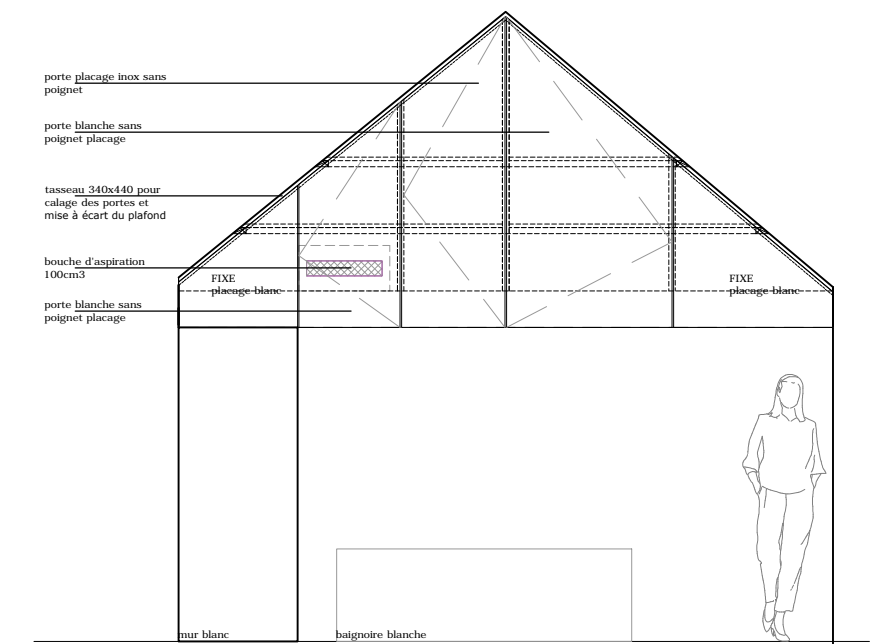 porte placage inox sans
poignet
porte blanche sans
poignet placage
tasseau 340x440 pour
calage des portes et
mise à écart du plafond
bouche d'aspiration
100cm3
FIXE
placage blanc
FIXE
placage blanc
porte blanche sans
poignet placage
mur blanc
baignoire blanche